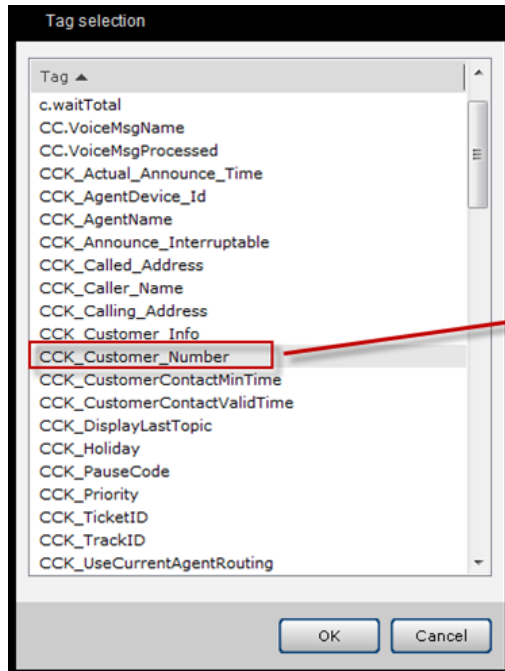 Tag selection
Tag ▲
c.waitTotal
CC.VoiceMsgName
CC.VoiceMsgProcessed
CCK_Actual_Announce_Time
CCK_AgentDevice_Id
CCK_AgentName
CCK_Announce_Interruptable
CCK_Called_Address
CCK_Caller_Name
CCK_Calling_Address
CCK_Customer_Info
CCK_Customer_Number
CCK_CustomerContactMinTime
CCK_CustomerContactValidTime
CCK_DisplayLastTopic
CCK_Holiday
CCK_PauseCode
CCK_Priority
CCK_TicketID
CCK_TrackID
CCK_UseCurrentAgentRouting
OK Cancel